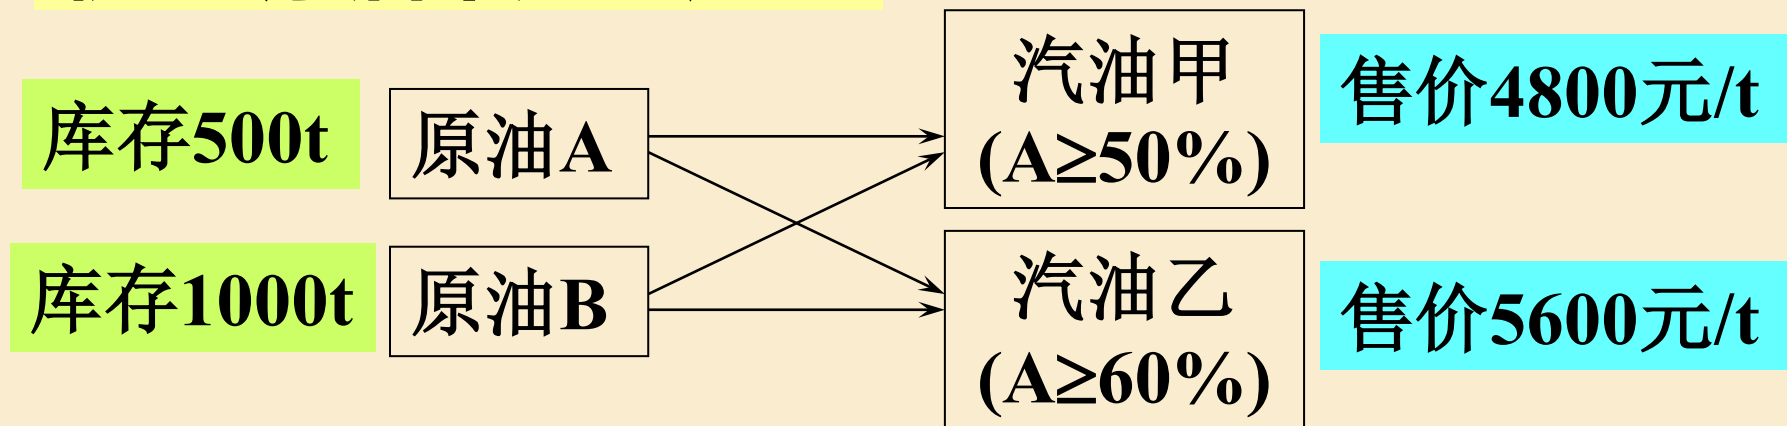 库存500t
原油A
汽油甲
(A≥50%)
售价4800元/t
库存1000t
原油B
汽油乙
(A≥60%)
售价5600元/t